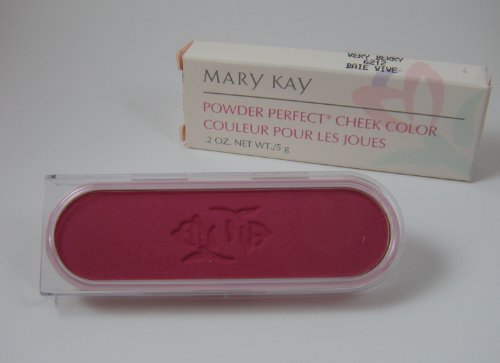 VERY BERRY
6212
BAIE VIVE
MARY KAY
POWDER PERFECT® CHEEK COLOR
COULEUR POUR LES JOUES
.2 OZ. NET WT./5 g